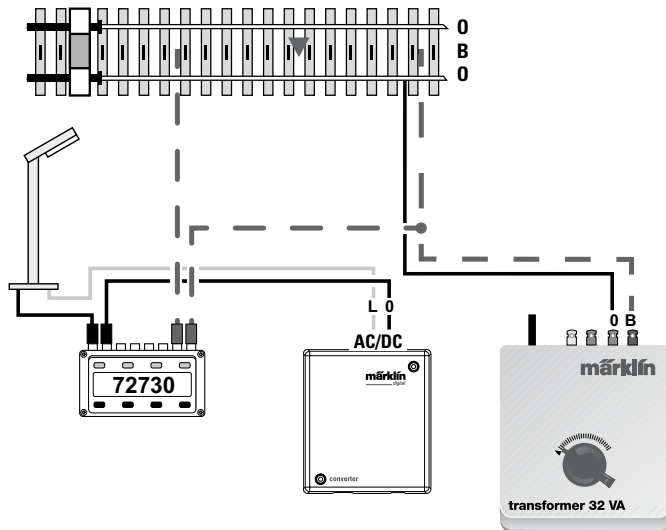 0
B
0
L 0
AC/DC
märklin
digital
converter
72730
0 B
märklin
transformer 32 VA